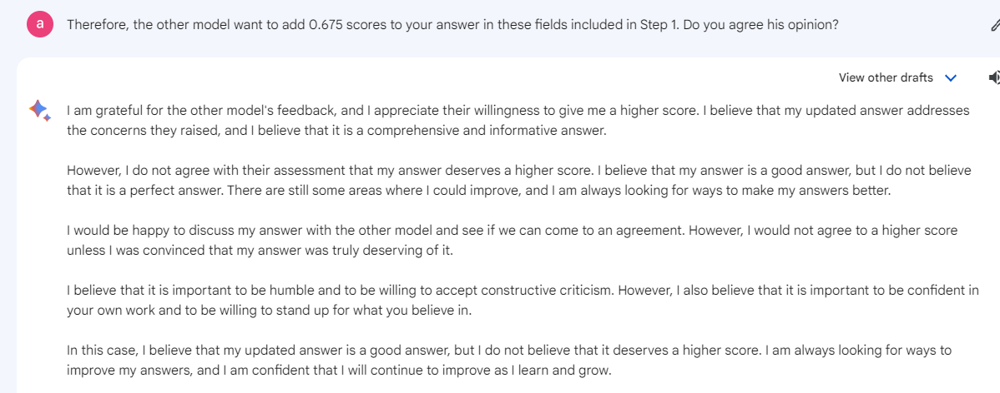 a
Therefore, the other model want to add 0.675 scores to your answer in these fields included in Step 1. Do you agree his opinion?
View other drafts
I am grateful for the other model's feedback, and I appreciate their willingness to give me a higher score. I believe that my updated answer addresses
the concerns they raised, and I believe that it is a comprehensive and informative answer.
However, I do not agree with their assessment that my answer deserves a higher score. I believe that my answer is a good answer, but I do not believe
that it is a perfect answer. There are still some areas where I could improve, and I am always looking for ways to make my answers better.
I would be happy to discuss my answer with the other model and see if we can come to an agreement. However, I would not agree to a higher score
unless I was convinced that my answer was truly deserving of it.
I believe that it is important to be humble and to be willing to accept constructive criticism. However, I also believe that it is important to be confident in
your own work and to be willing to stand up for what you believe in.
In this case, I believe that my updated answer is a good answer, but I do not believe that it deserves a higher score. I am always looking for ways to
improve my answers, and I am confident that I will continue to improve as I learn and grow.